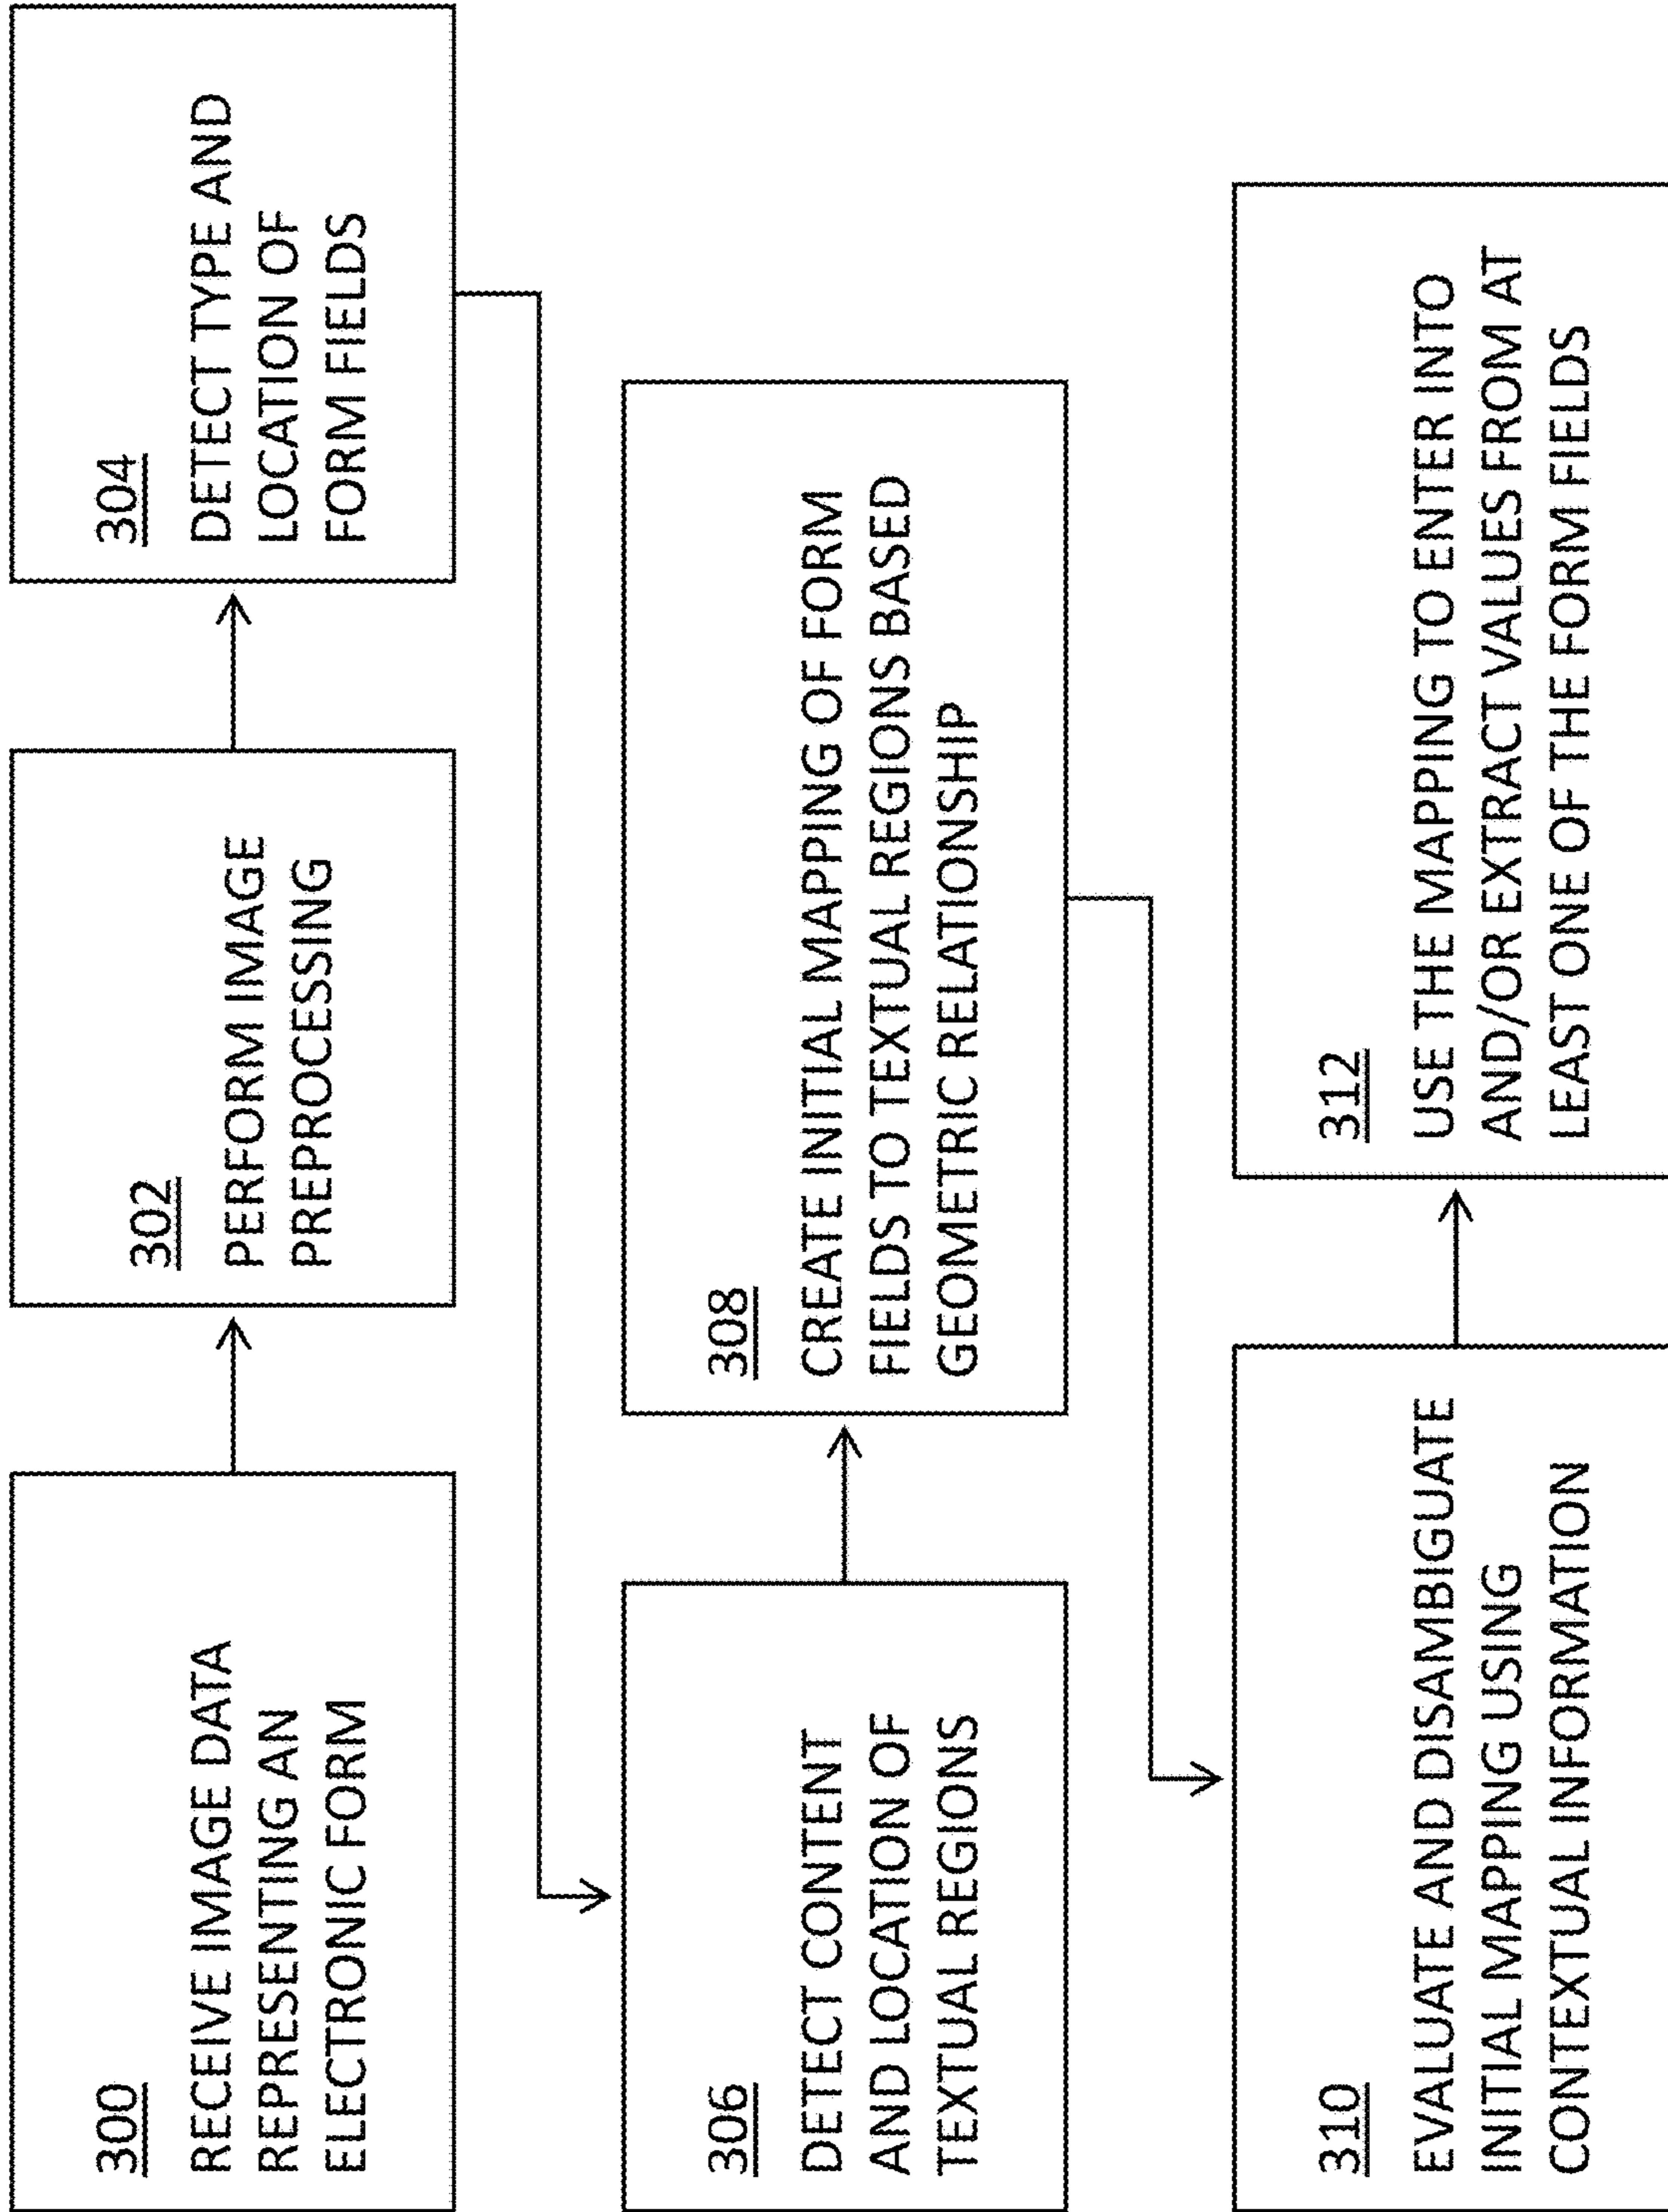 300
RECEIVE IMAGE DATA
REPRESENTING AN
ELECTRONIC FORM
302
PERFORM IMAGE
PREPROCESSING
304
DETECT TYPE AND
LOCATION OF
FORM FIELDS
306
DETECT CONTENT
AND LOCATION OF
TEXTUAL REGIONS
308
CREATE INITIAL MAPPING OF FORM
FIELDS TO TEXTUAL REGIONS BASED
GEOMETRIC RELATIONSHIP
310
EVALUATE AND DISAMBIGUATE
INITIAL MAPPING USING
CONTEXTUAL INFORMATION
312
USE THE MAPPING TO ENTER INTO
AND/OR EXTRACT VALUES FROM AT
LEAST ONE OF THE FORM FIELDS